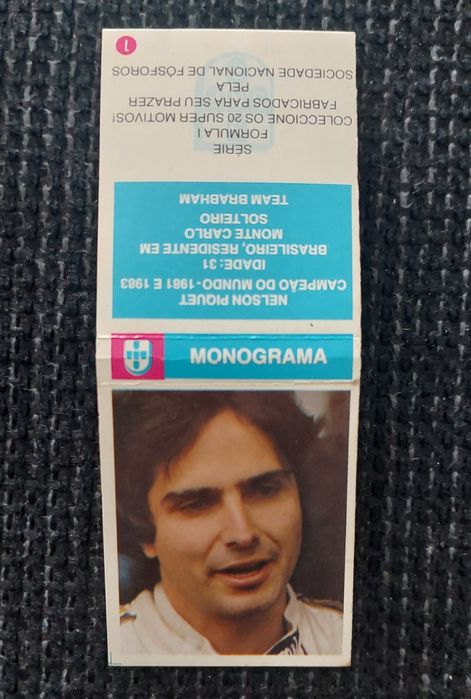 NELSON PIQUET
CAMPEÃO DO MUNDO-1981 E 1983
IDADE: 31
BRASILEIRO, RESIDENTE EM
MONTE CARLO
SOLTEIRO
TEAM BRABHAM
SÉRIE
FORMULA I
COLECCIONE OS 20 SUPER MOTIVOS!
FABRICADOS PARA SEU PRAZER
PELA
SOCIEDADE NACIONAL DE FÓSFOROS
1
MONOGRAMA